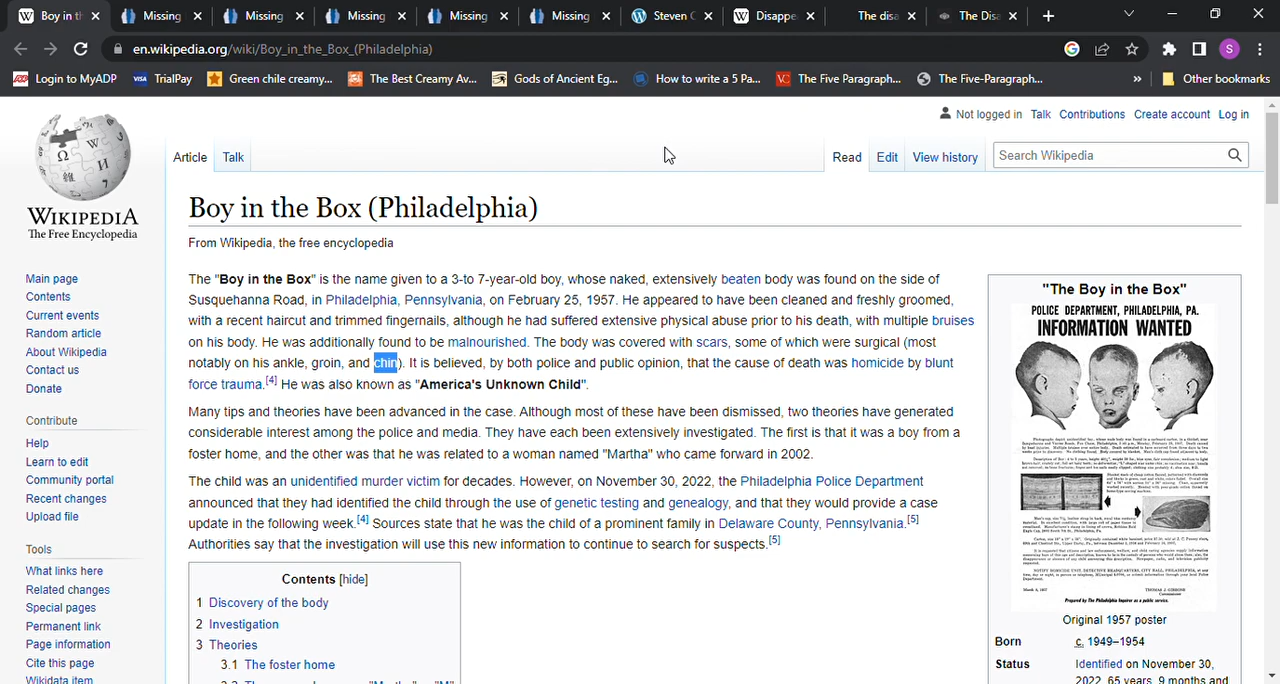 Boy in t
Missing
Missing
Missing
Missing
Missing
Steven C
Disappe
The disa
The Disa
en.wikipedia.org/wiki/Boy_in_the_Box_(Philadelphia)
S
Login to MyADP
VISA TrialPay
Green chile creamy...
The Best Creamy Av...
Gods of Ancient Eg...
How to write a 5 Pa...
VC The Five Paragraph...
The Five-Paragraph...
»
Other bookmarks
Not logged in Talk Contributions Create account Log in
Article Talk
Read Edit View history
Search Wikipedia
WIKIPEDIA
The Free Encyclopedia
Main page
Contents
Current events
Random article
About Wikipedia
Contact us
Donate
Contribute
Help
Learn to edit
Community portal
Recent changes
Upload file
Tools
What links here
Related changes
Special pages
Permanent link
Page information
Cite this page
Wikidata item
Boy in the Box (Philadelphia)
From Wikipedia, the free encyclopedia
The "Boy in the Box" is the name given to a 3-to 7-year-old boy, whose naked, extensively beaten body was found on the side of
Susquehanna Road, in Philadelphia, Pennsylvania, on February 25, 1957. He appeared to have been cleaned and freshly groomed,
with a recent haircut and trimmed fingernails, although he had suffered extensive physical abuse prior to his death, with multiple bruises
on his body. He was additionally found to be malnourished. The body was covered with scars, some of which were surgical (most
notably on his ankle, groin, and chin). It is believed, by both police and public opinion, that the cause of death was homicide by blunt
force trauma.[4] He was also known as "America's Unknown Child".
Many tips and theories have been advanced in the case. Although most of these have been dismissed, two theories have generated
considerable interest among the police and media. They have each been extensively investigated. The first is that it was a boy from a
foster home, and the other was that he was related to a woman named "Martha" who came forward in 2002.
The child was an unidentified murder victim for decades. However, on November 30, 2022, the Philadelphia Police Department
announced that they had identified the child through the use of genetic testing and genealogy, and that they would provide a case
update in the following week.[4] Sources state that he was the child of a prominent family in Delaware County, Pennsylvania.[5]
Authorities say that the investigation will use this new information to continue to search for suspects.[5]
Contents [hide]
1 Discovery of the body
2 Investigation
3 Theories
3.1 The foster home
"The Boy in the Box"
POLICE DEPARTMENT, PHILADELPHIA, PA.
INFORMATION WANTED
Prepared by The Philadelphia Inquirer as a public service.
Original 1957 poster
Born c. 1949–1954
Status Identified on November 30,
2022, 65 years, 9 months and